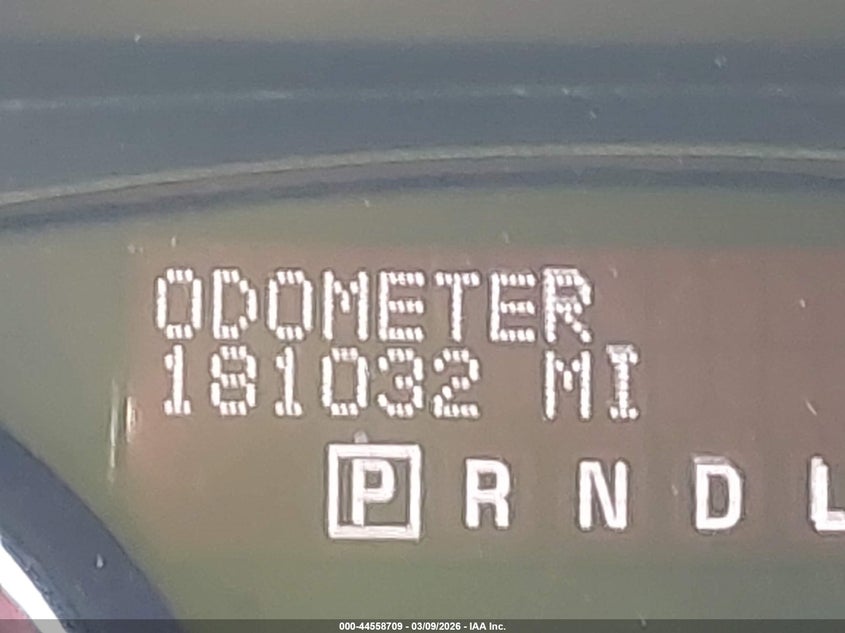 ODOMETER
181032 MI
P R N D L
000-44558709 - 03/09/2026 - IAA Inc.